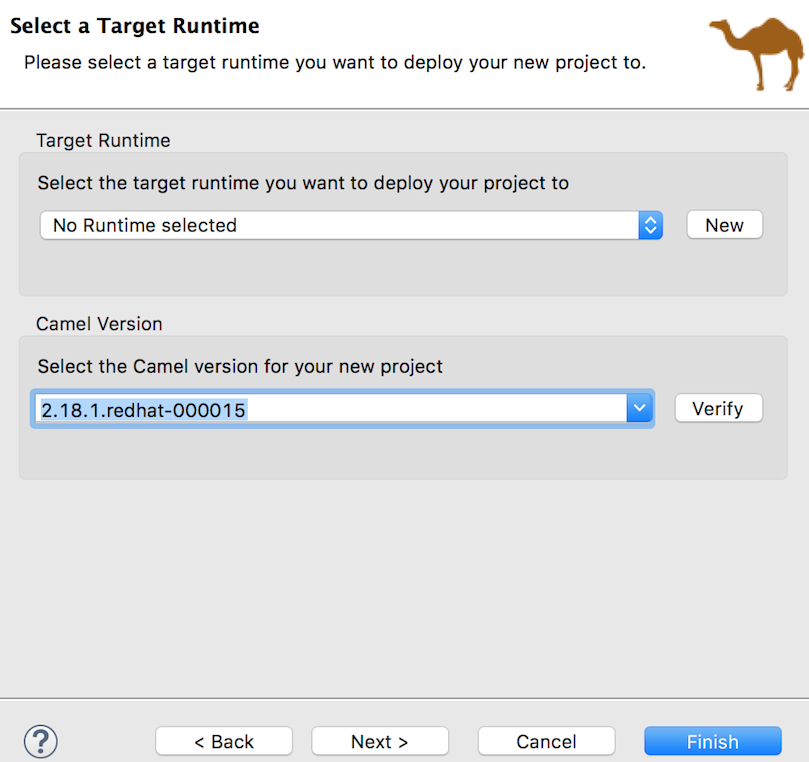 Select a Target Runtime
Please select a target runtime you want to deploy your new project to.
Target Runtime
Select the target runtime you want to deploy your project to
No Runtime selected
New
Camel Version
Select the Camel version for your new project
2.18.1.redhat-000015
Verify
?
< Back
Next >
Cancel
Finish